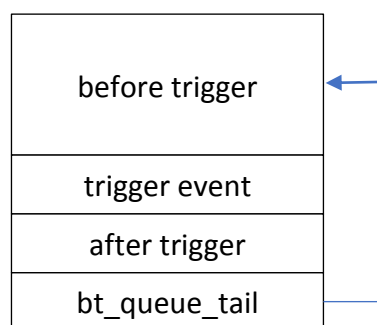 before trigger
trigger event
after trigger
bt_queue_tail